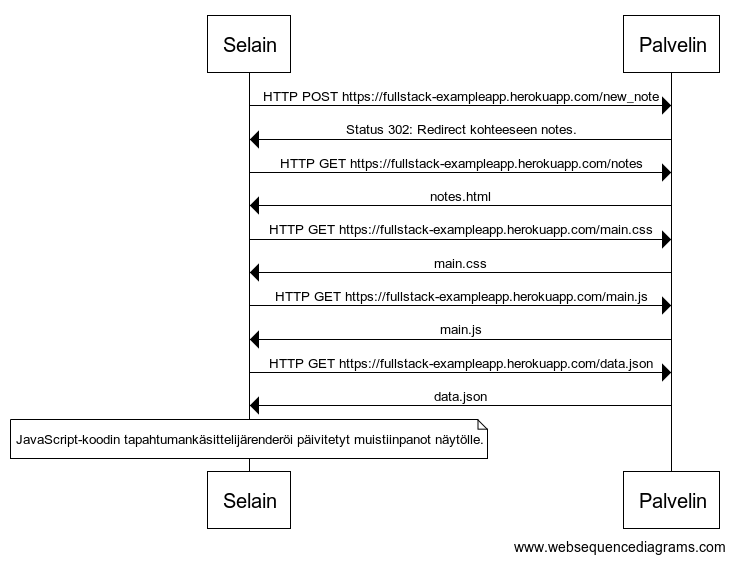 Selain Palvelin
HTTP POST https://fullstack-exampleapp.herokuapp.com/new_note
Status 302: Redirect kohteeseen notes.
HTTP GET https://fullstack-exampleapp.herokuapp.com/notes
notes.html
HTTP GET https://fullstack-exampleapp.herokuapp.com/main.css
main.css
HTTP GET https://fullstack-exampleapp.herokuapp.com/main.js
main.js
HTTP GET https://fullstack-exampleapp.herokuapp.com/data.json
data.json
JavaScript-koodin tapahtumankäsittelijärenderöi päivitetyt muistiinpanot näytölle.
Selain Palvelin
www.websequencediagrams.com